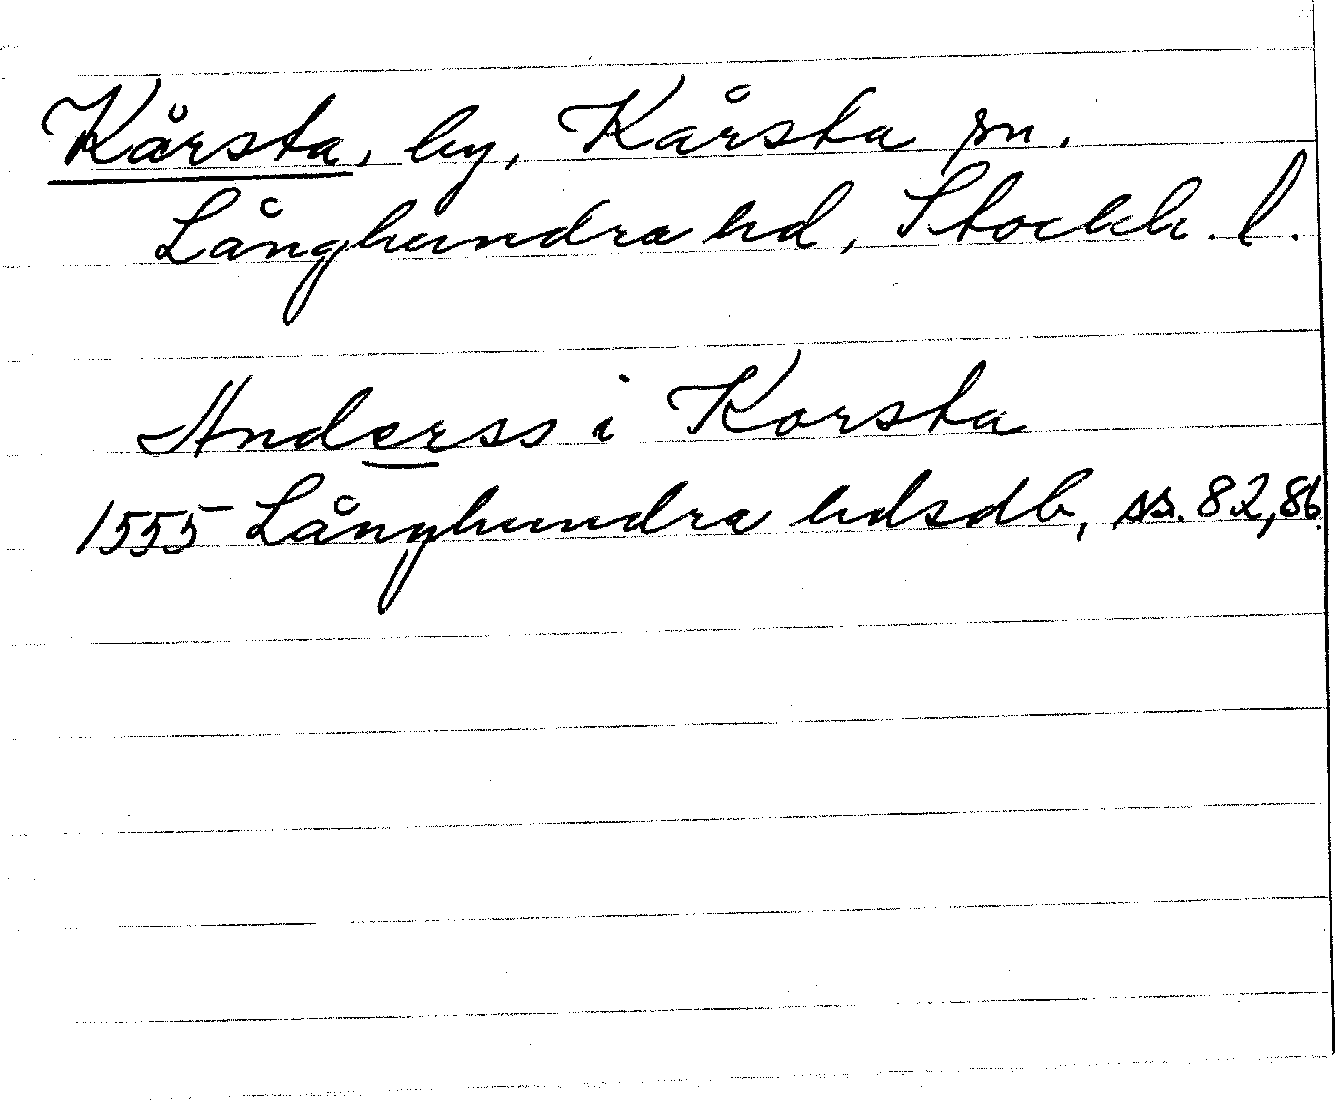 Kårsta, by, Kårsta sn.
Långhundra hd, Stockh. l.
Anderss i Korsta
1555 Långhundra hdsdb, ss. 82, 86.